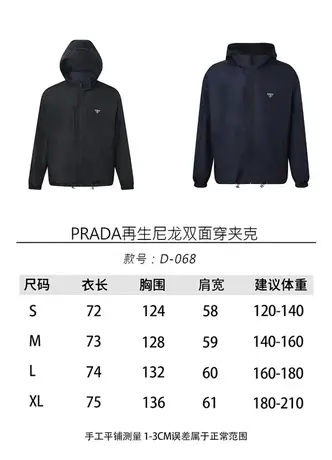 PRADA再生尼龙双面穿夹克
款号：D-068
尺码 衣长 胸围 肩宽 建议体重
S 72 124 58 120-140
M 73 128 59 140-160
L 74 132 60 160-180
XL 75 136 61 180-210
手工平铺测量 1-3CM误差属于正常范围